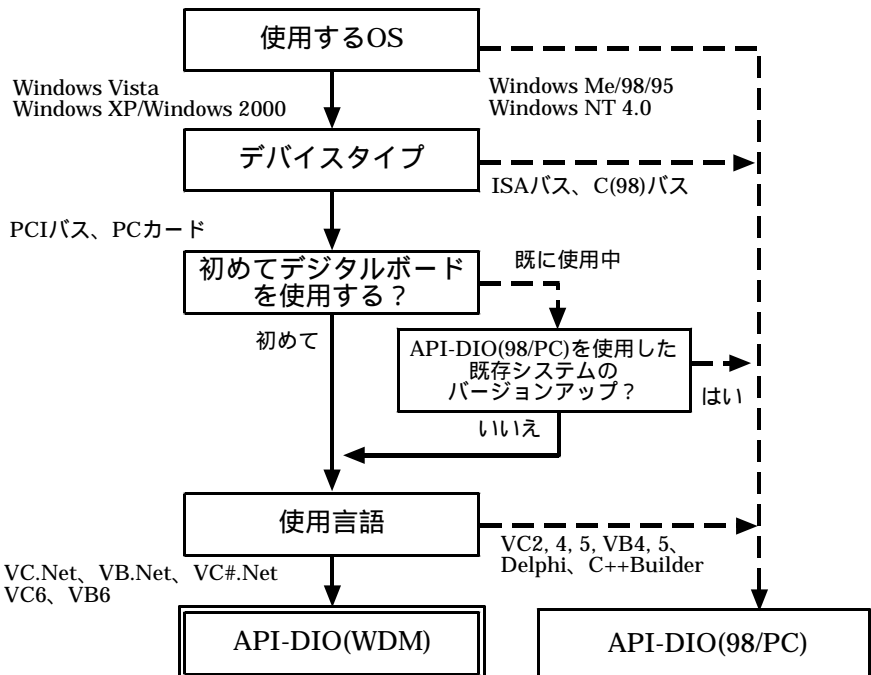 使用するOS
Windows Vista
Windows XP/Windows 2000
Windows Me/98/95
Windows NT 4.0
デバイスタイプ
ISAバス、C(98)バス
PCIバス、PCカード
初めてデジタルボード
を使用する？
既に使用中
初めて
API-DIO(98/PC)を使用した
既存システムの
バージョンアップ？
はい
いいえ
使用言語
VC2, 4, 5, VB4, 5、
Delphi、C++Builder
VC.Net、VB.Net、VC#.Net
VC6、VB6
API-DIO(WDM)
API-DIO(98/PC)